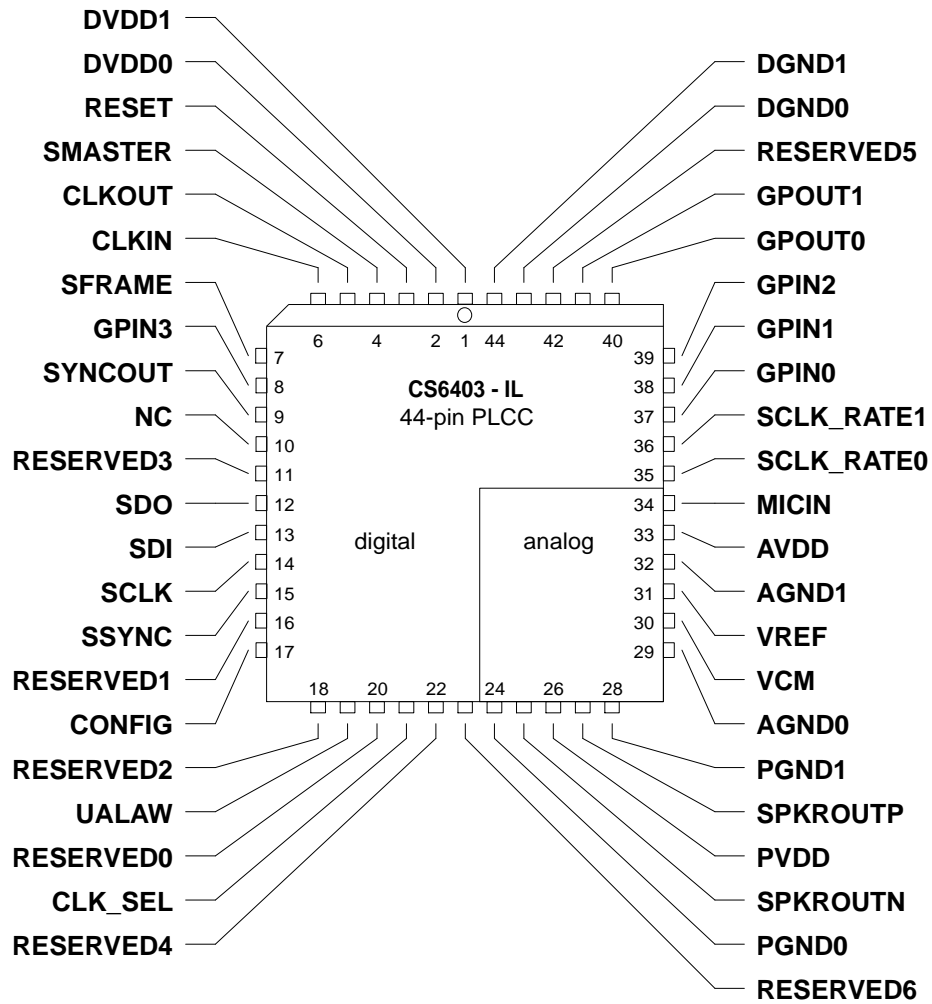 DVDD1
DVDD0
RESET
SMASTER
CLKOUT
CLKIN
SFRAME
GPIN3
SYNCOUT
NC
RESERVED3
SDO
SDI
SCLK
SSYNC
RESERVED1
CONFIG
RESERVED2
UALAW
RESERVED0
CLK_SEL
RESERVED4
6 4 2 1 44 42 40
7
8
9
10
11
12
13
14
15
16
17
CS6403 - IL
44-pin PLCC
digital
analog
39
38
37
36
35
34
33
32
31
30
29
18 20 22 24 26 28
DGND1
DGND0
RESERVED5
GPOUT1
GPOUT0
GPIN2
GPIN1
GPIN0
SCLK_RATE1
SCLK_RATE0
MICIN
AVDD
AGND1
VREF
VCM
AGND0
PGND1
SPKROUTP
PVDD
SPKROUTN
PGND0
RESERVED6